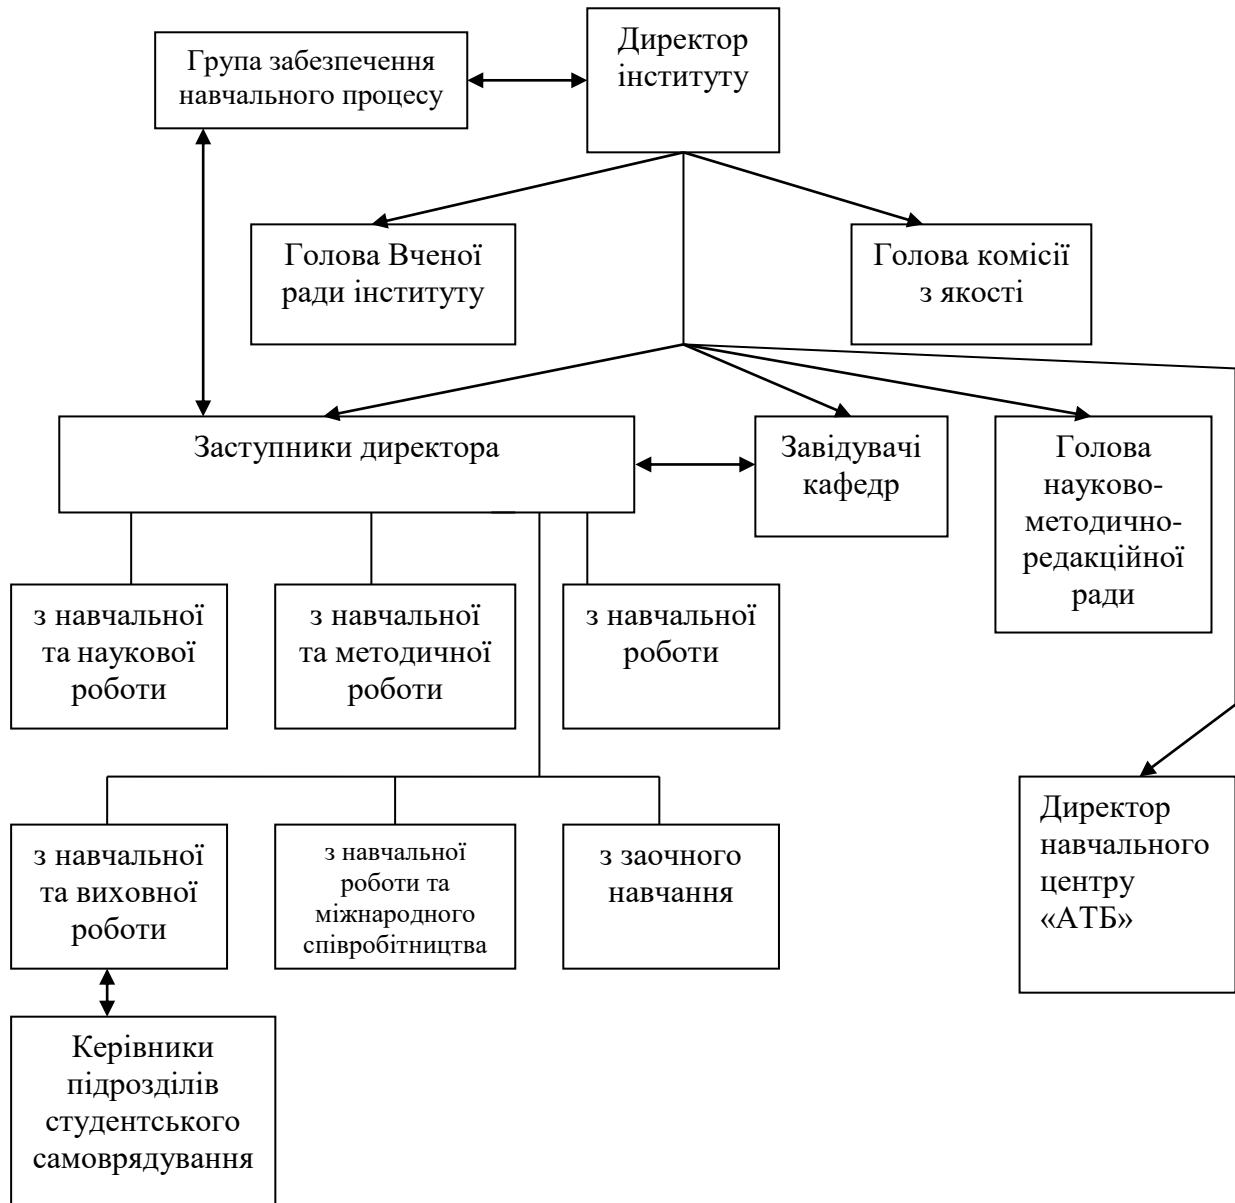 Група забезпечення
навчального процесу
Директор
інституту
Голова Вченої
ради інституту
Голова комісії
з якості
Заступники директора
Завідувачі
кафедр
Голова
науково-
методично-
редакційної
ради
з навчальної
та наукової
роботи
з навчальної
та методичної
роботи
з навчальної
роботи
з навчальної
та виховної
роботи
з навчальної
роботи та
міжнародного
співробітництва
з заочного
навчання
Директор
навчального
центру
«АТБ»
Керівники
підрозділів
студентського
самоврядування